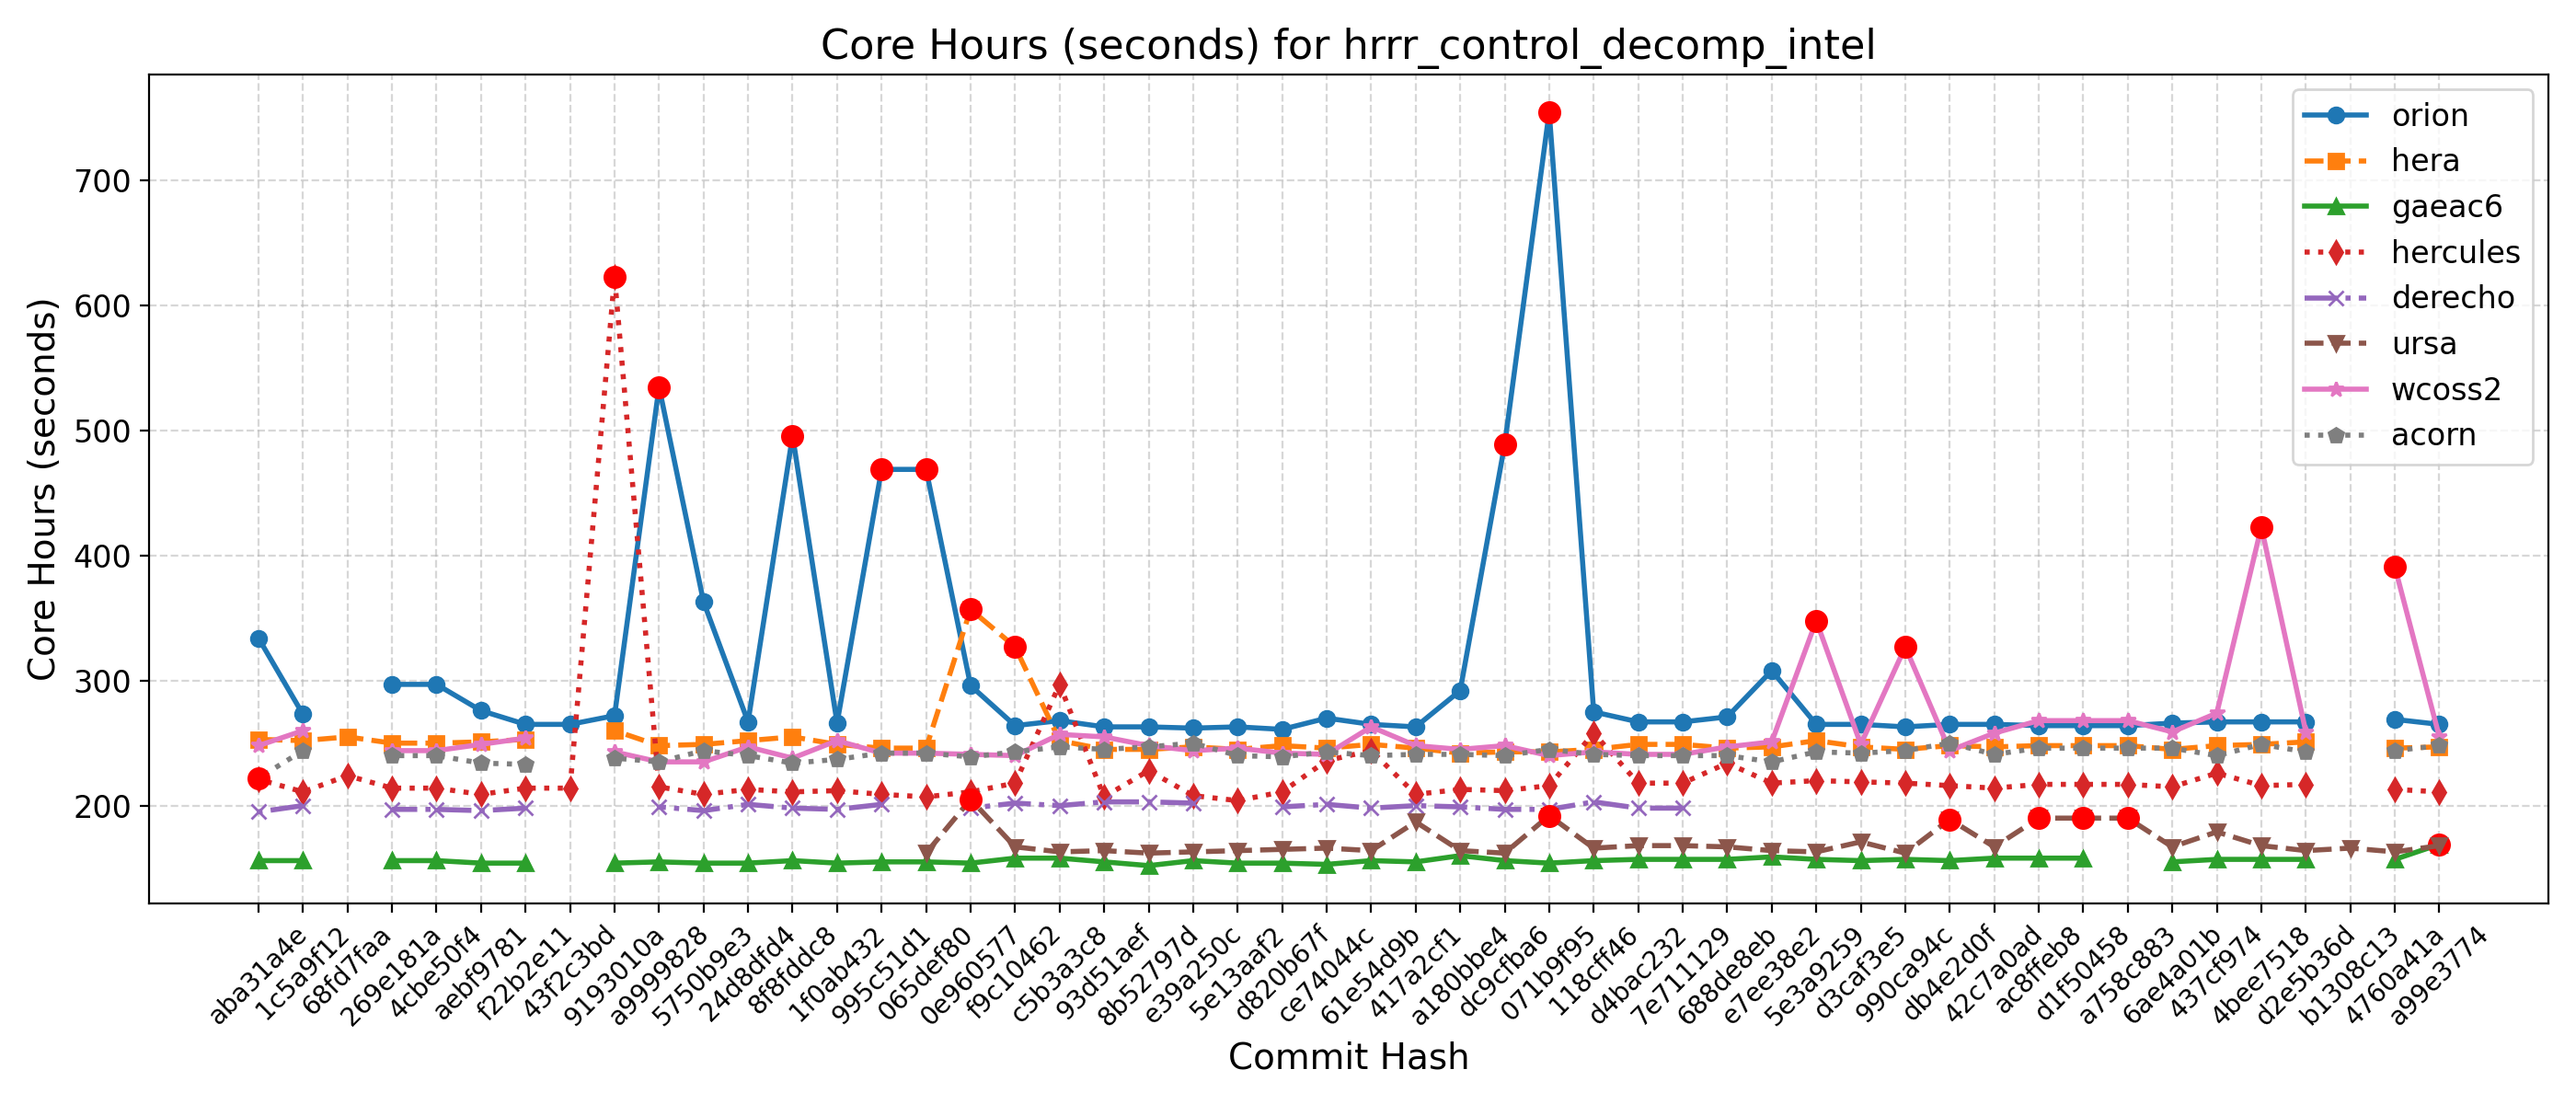 Core Hours (seconds) for hrrr_control_decomp_intel
Core Hours (seconds)
700
600
500
400
300
200
orion
hera
gaeac6
hercules
derecho
ursa
wcoss2
acorn
aba31a4e
1c5a9f12
68fd7faa
269e181a
4cbe50f4
aebf9781
f22b2e11
43f2c3bd
9193010a
a9999828
5750b9e3
24d8dfd4
8f8fddc8
1f0ab432
995c51d1
065def80
0e960577
f9c10462
c5b3a3c8
93d51aef
8b52797d
e39a250c
5e13aaf2
d820b67f
ce74044c
61e54d9b
417a2cf1
a180bbe4
dc9cfba6
071b9f95
118cff46
d4bac232
7e711129
688de8eb
e7ee38e2
5e3a9259
d3caf3e5
990ca94c
db4e2d0f
42c7a0ad
ac8ffeb8
d1f50458
a758c883
6ae4a01b
437cf974
4bee7518
d2e5b36d
b1308c13
4760a41a
a99e3774
Commit Hash